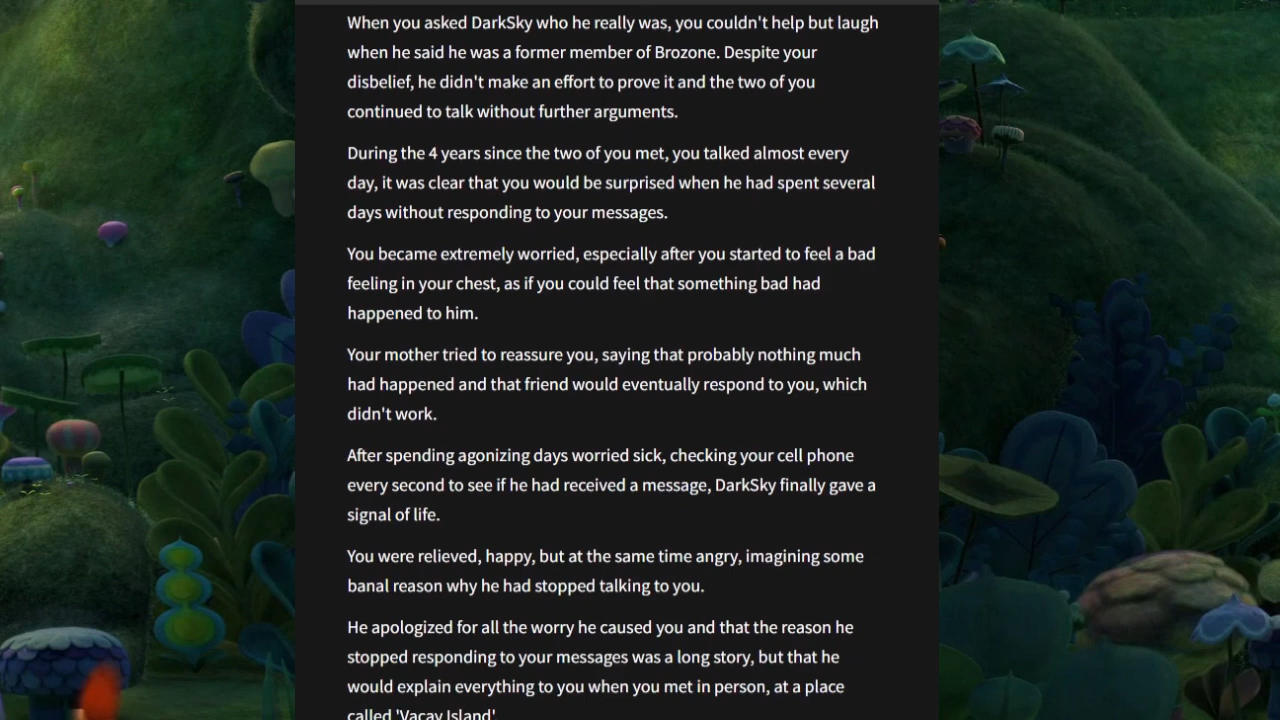 When you asked DarkSky who he really was, you couldn't help but laugh
when he said he was a former member of Brozone. Despite your
disbelief, he didn't make an effort to prove it and the two of you
continued to talk without further arguments.
During the 4 years since the two of you met, you talked almost every
day, it was clear that you would be surprised when he had spent several
days without responding to your messages.
You became extremely worried, especially after you started to feel a bad
feeling in your chest, as if you could feel that something bad had
happened to him.
Your mother tried to reassure you, saying that probably nothing much
had happened and that friend would eventually respond to you, which
didn't work.
After spending agonizing days worried sick, checking your cell phone
every second to see if he had received a message, DarkSky finally gave a
signal of life.
You were relieved, happy, but at the same time angry, imagining some
banal reason why he had stopped talking to you.
He apologized for all the worry he caused you and that the reason he
stopped responding to your messages was a long story, but that he
would explain everything to you when you met in person, at a place
called 'Vacay Island'